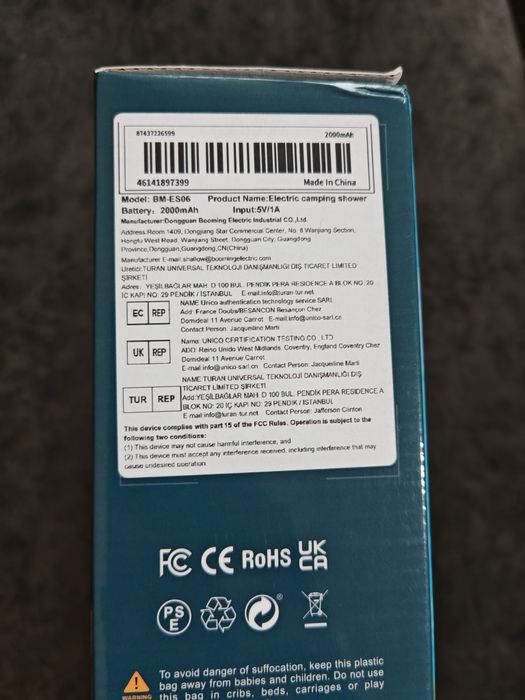 87437226599 2000mAh
46141897399 Made In China
Model: BM-ES06 Product Name:Electric camping shower
Battery: 2000mAh Input:5V/1A
Manufacturer:Dongguan Booming Electric Industrial CO.,Ltd.
Address:Room 1409, Dongjiang Star Commercial Center, No. 8 Wanjiang Section,
Hongfu West Road, Wanjiang Street, Dongguan City, Guangdong
Province,Dongguan,Guangdong,CN(China)
Manufacturer E-mail:shallow@boomingelectric.com
Üretici:TURAN UNIVERSAL TEKNOLOJI DANIŞMANLIĞI DIŞ TICARET LIMITED
ŞIRKETI
Adres: YEŞILBAĞLAR MAH. D 100 BUL. PENDIK PERA RESIDENCE A BLOK NO: 20
IÇ KAPI NO: 29 PENDIK / ISTANBUL E-mail:info@turan-tur.net
EC REP NAME:Unico authentication technology service SARL
Add: France Doubs/BESANCON Besançon Cher
Domideal 11 Avenue Carrot E-mail:info@unico-sarl.cn
Contact Person: Jacqueline Marti
UK REP Name: UNICO CERTIFICATION TESTING CO., LTD
ADD: Reino Unido West Midlands, Coventry, England Coventry Cher
Domideal 11 Avenue Carrot
E-mail:info@unico-sarl.cn Contact Person: Jacqueline Marti
TUR REP NAME:TURAN UNIVERSAL TEKNOLOJI DANIŞMANLIĞI DIŞ
TICARET LIMITED ŞIRKETI
Add:YEŞILBAĞLAR MAH. D 100 BUL. PENDIK PERA RESIDENCE A
BLOK NO: 20 IÇ KAPI NO: 29 PENDIK / ISTANBUL
E-mail:info@turan-tur.net Contact Person: Jafferson Clinton
This device complies with part 15 of the FCC Rules. Operation is subject to the
following two conditions:
(1) This device may not cause harmful interference, and
(2) This device must accept any interference received, including interference that may
cause undesired operation
FC CE RoHS UK CA
PS E ®
To avoid danger of suffocation, keep this plastic
bag away from babies and children. Do not use
WARNING this bag in cribs, beds, carriages or play